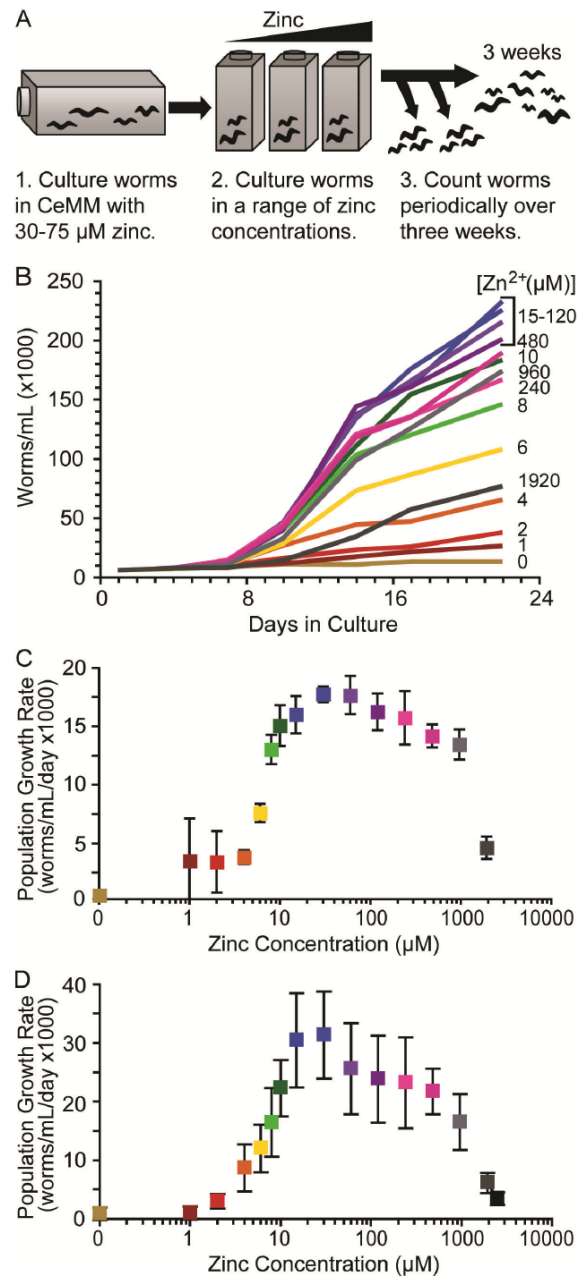 A
Zinc
3 weeks
1. Culture worms
in CeMM with
30-75 µM zinc.
2. Culture worms
in a range of zinc
concentrations.
3. Count worms
periodically over
three weeks.
B
[Zn2+(µM)]
250
200
150
100
50
0
Worms/mL (x1000)
15-120
480
10
960
240
8
6
1920
4
2
1
0
0 8 16 24
Days in Culture
C
20
15
10
5
0
Population Growth Rate
(worms/mL/day x1000)
0 1 10 100 1000 10000
Zinc Concentration (µM)
D
40
30
20
10
0
Population Growth Rate
(worms/mL/day x1000)
0 1 10 100 1000 10000
Zinc Concentration (µM)